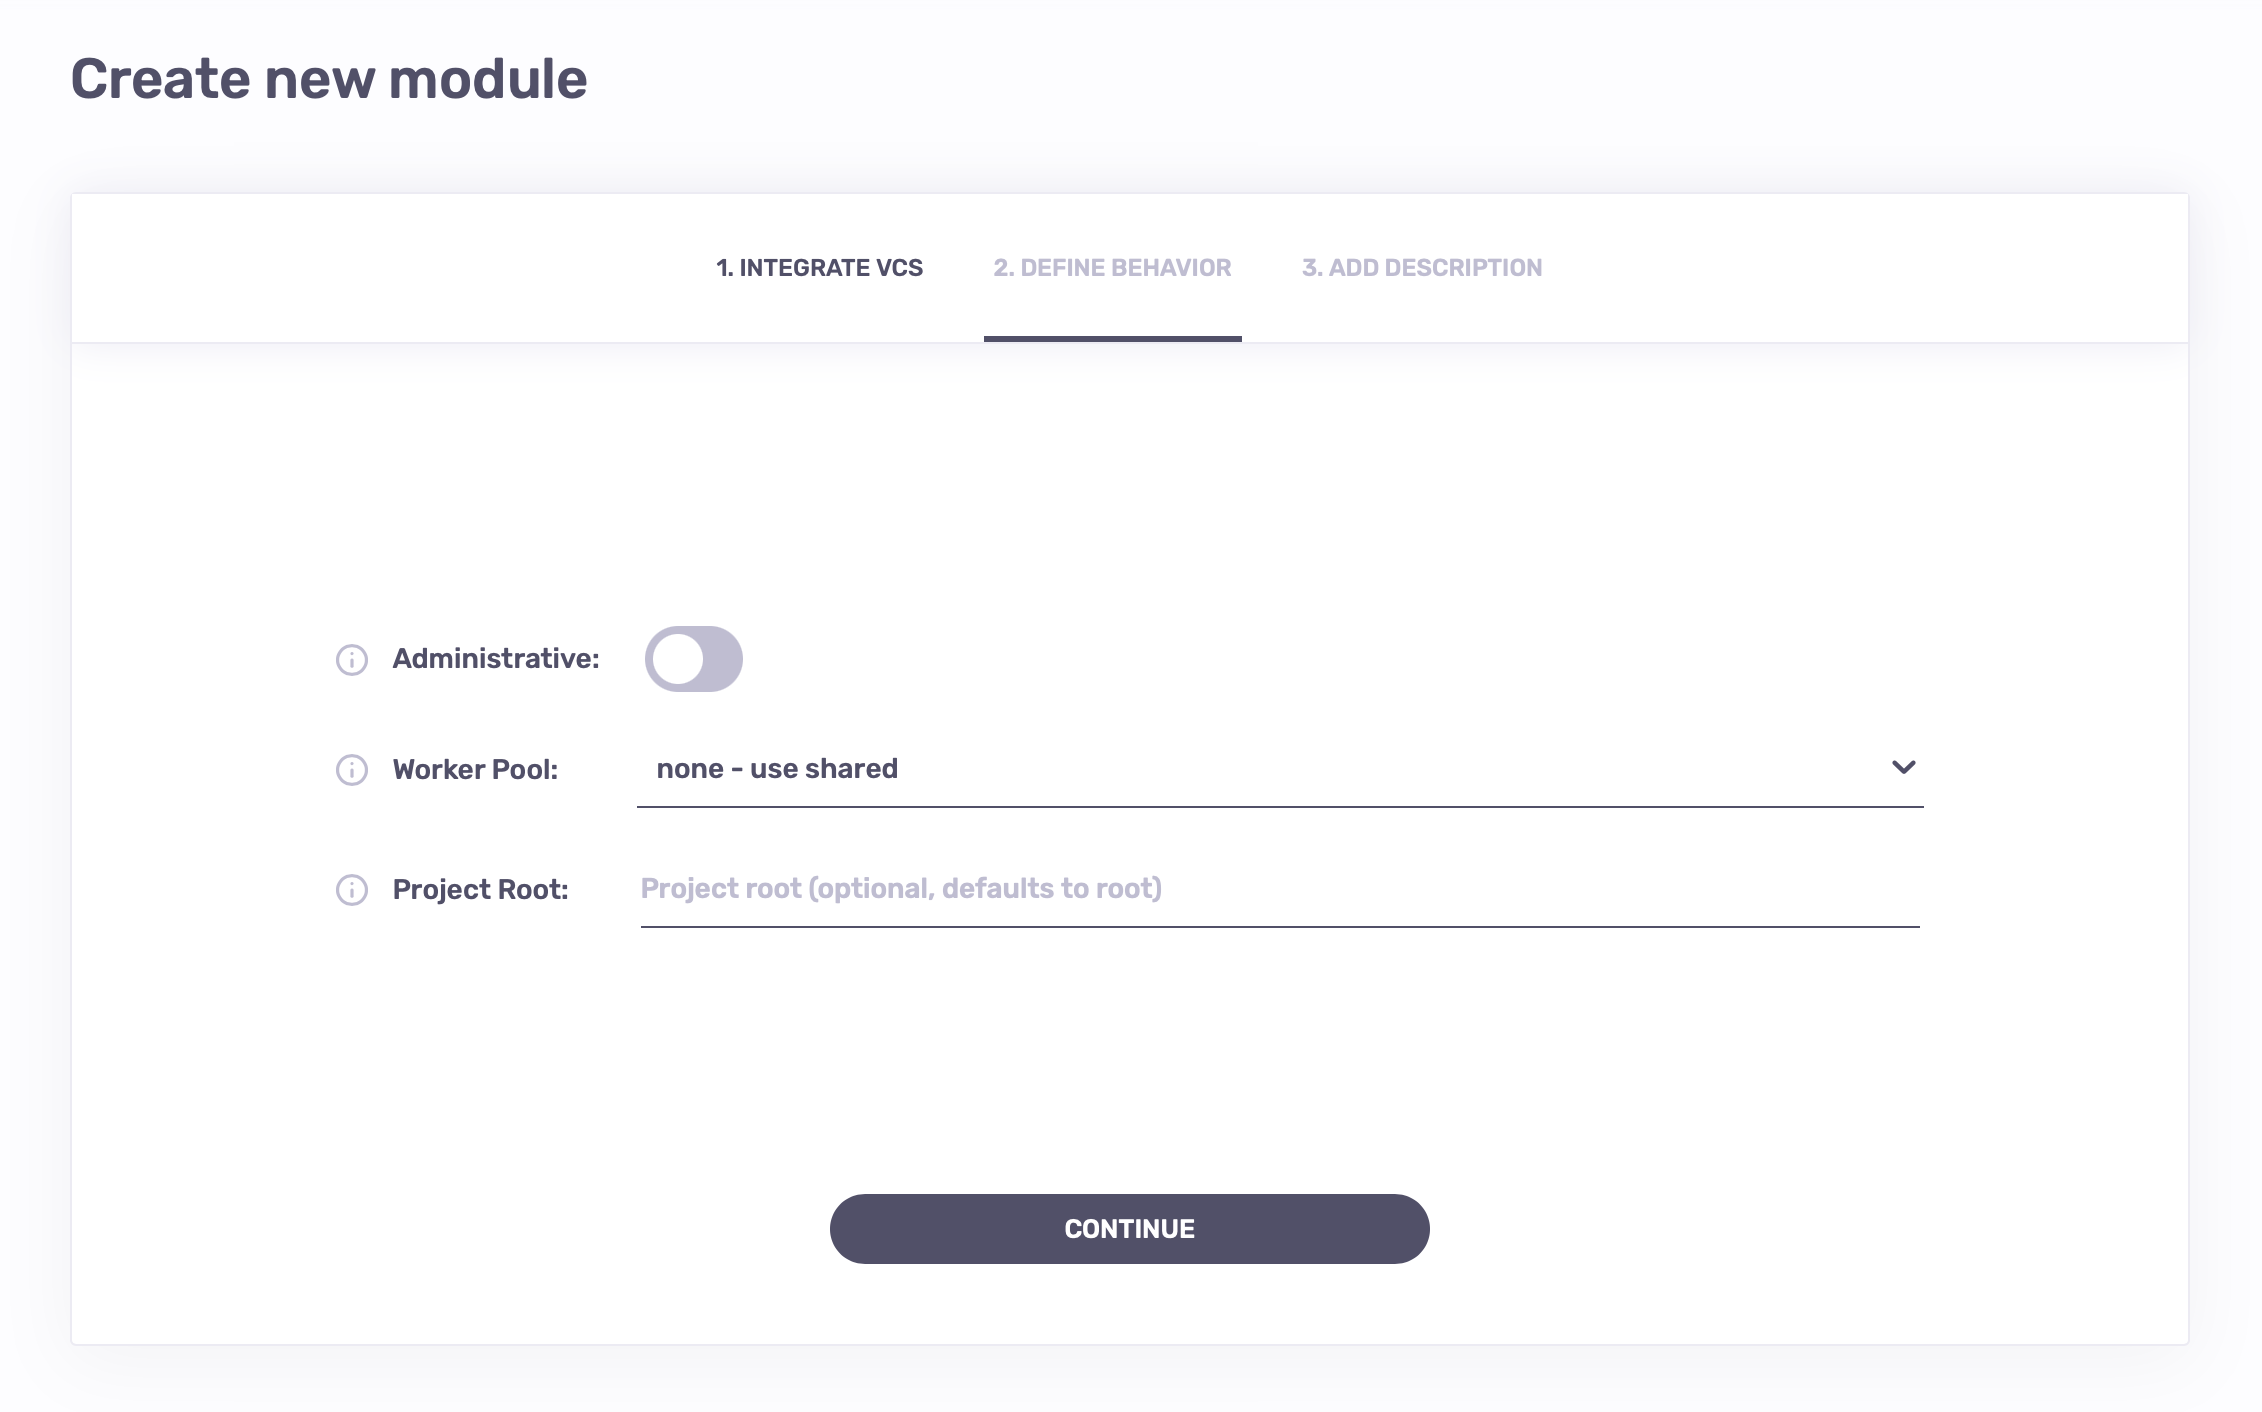 Create new module
1. INTEGRATE VCS
2. DEFINE BEHAVIOR
3. ADD DESCRIPTION
Administrative:
Worker Pool:
none - use shared
Project Root:
Project root (optional, defaults to root)
CONTINUE